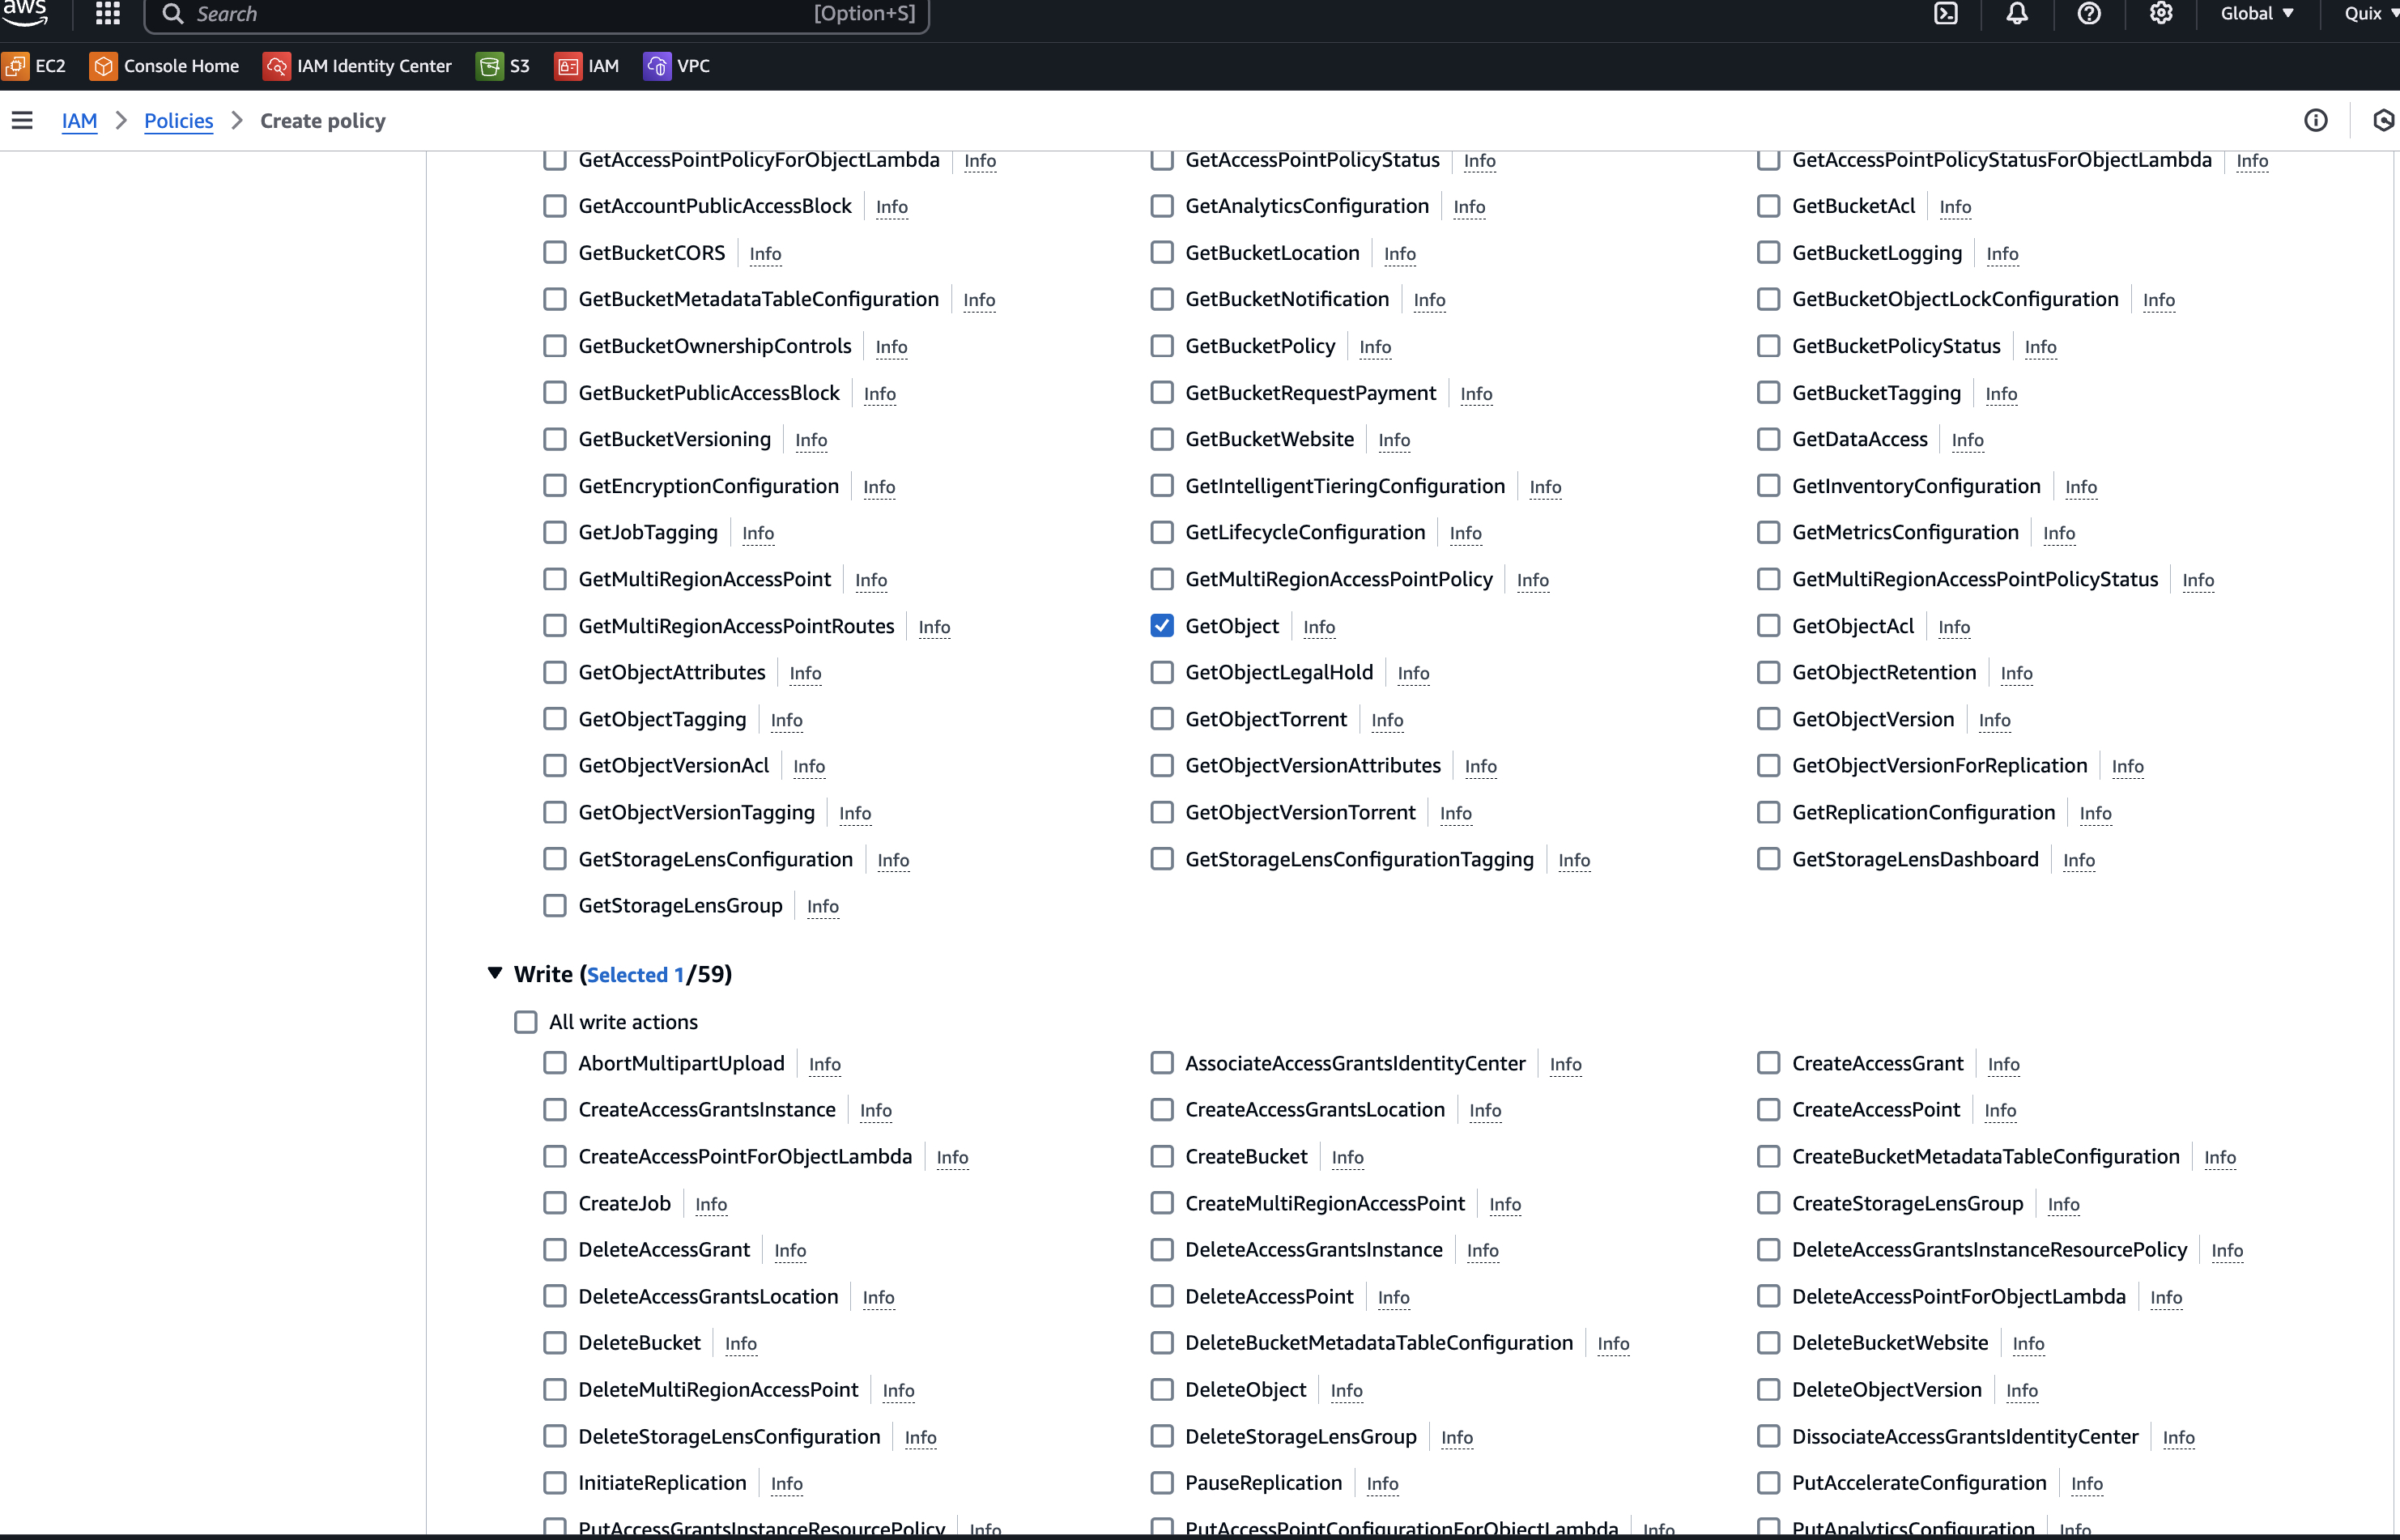 aws Search [Option+S] Global Quix
EC2 Console Home IAM Identity Center S3 IAM VPC
IAM Policies Create policy
GetAccessPointPolicyForObjectLambda Info GetAccessPointPolicyStatus Info GetAccessPointPolicyStatusForObjectLambda Info
GetAccountPublicAccessBlock Info GetAnalyticsConfiguration Info GetBucketAcl Info
GetBucketCORS Info GetBucketLocation Info GetBucketLogging Info
GetBucketMetadataTableConfiguration Info GetBucketNotification Info GetBucketObjectLockConfiguration Info
GetBucketOwnershipControls Info GetBucketPolicy Info GetBucketPolicyStatus Info
GetBucketPublicAccessBlock Info GetBucketRequestPayment Info GetBucketTagging Info
GetBucketVersioning Info GetBucketWebsite Info GetDataAccess Info
GetEncryptionConfiguration Info GetIntelligentTieringConfiguration Info GetInventoryConfiguration Info
GetJobTagging Info GetLifecycleConfiguration Info GetMetricsConfiguration Info
GetMultiRegionAccessPoint Info GetMultiRegionAccessPointPolicy Info GetMultiRegionAccessPointPolicyStatus Info
GetMultiRegionAccessPointRoutes Info GetObject Info GetObjectAcl Info
GetObjectAttributes Info GetObjectLegalHold Info GetObjectRetention Info
GetObjectTagging Info GetObjectTorrent Info GetObjectVersion Info
GetObjectVersionAcl Info GetObjectVersionAttributes Info GetObjectVersionForReplication Info
GetObjectVersionTagging Info GetObjectVersionTorrent Info GetReplicationConfiguration Info
GetStorageLensConfiguration Info GetStorageLensConfigurationTagging Info GetStorageLensDashboard Info
GetStorageLensGroup Info
Write (Selected 1/59)
All write actions
AbortMultipartUpload Info AssociateAccessGrantsIdentityCenter Info CreateAccessGrant Info
CreateAccessGrantsInstance Info CreateAccessGrantsLocation Info CreateAccessPoint Info
CreateAccessPointForObjectLambda Info CreateBucket Info CreateBucketMetadataTableConfiguration Info
CreateJob Info CreateMultiRegionAccessPoint Info CreateStorageLensGroup Info
DeleteAccessGrant Info DeleteAccessGrantsInstance Info DeleteAccessGrantsInstanceResourcePolicy Info
DeleteAccessGrantsLocation Info DeleteAccessPoint Info DeleteAccessPointForObjectLambda Info
DeleteBucket Info DeleteBucketMetadataTableConfiguration Info DeleteBucketWebsite Info
DeleteMultiRegionAccessPoint Info DeleteObject Info DeleteObjectVersion Info
DeleteStorageLensConfiguration Info DeleteStorageLensGroup Info DissociateAccessGrantsIdentityCenter Info
InitiateReplication Info PauseReplication Info PutAccelerateConfiguration Info
PutAccessGrantsInstanceResourcePolicy Info PutAccessPointConfigurationForObjectLambda Info PutAnalyticsConfiguration Info